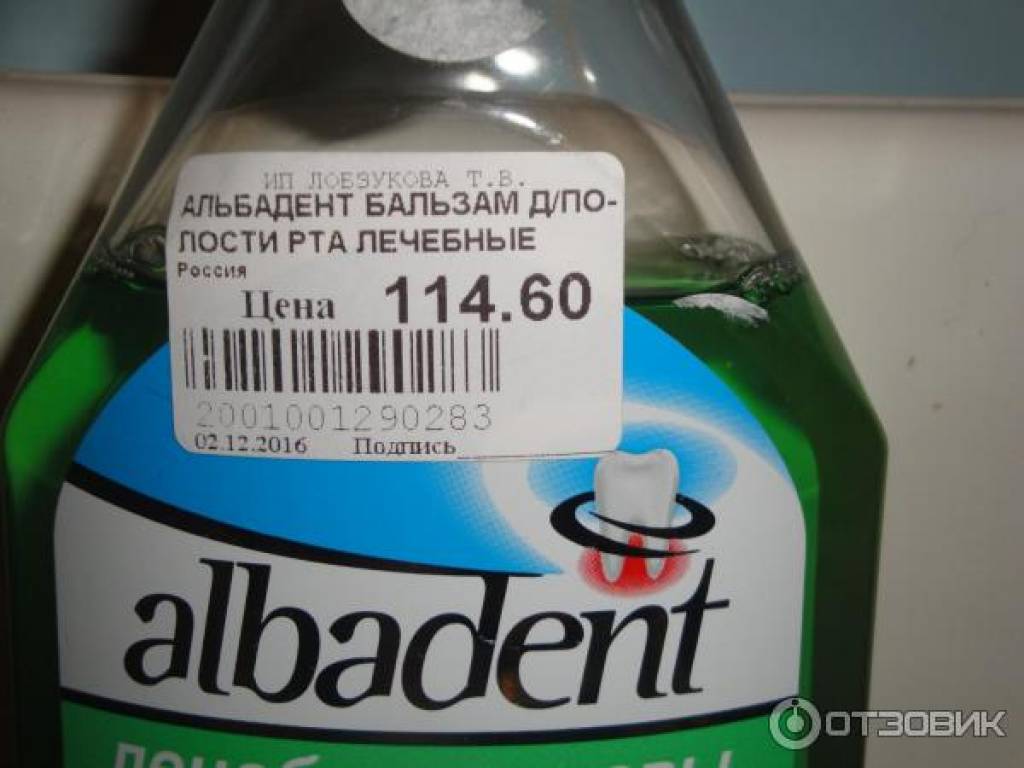 ИП ЛОБЗУКОВА Т.В.
АЛЬБАДЕНТ БАЛЬЗАМ Д/ПО-
ЛОСТИ РТА ЛЕЧЕБНЫЕ
Россия
Цена 114.60
2001001290283
02.12.2016 Подпись
albadent
ОТЗОВИК